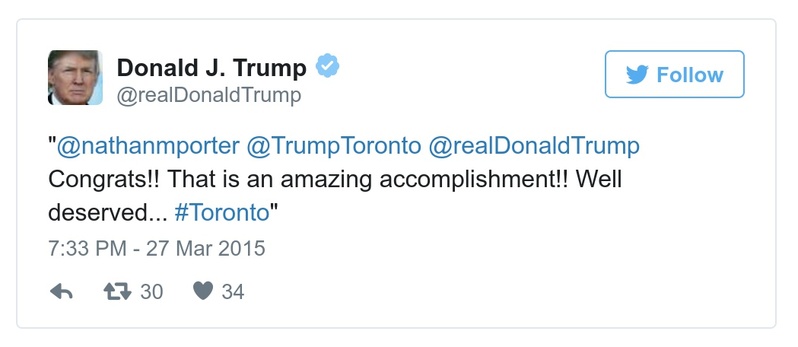 Donald J. Trump
@realDonaldTrump
Follow
"@nathanmporter @TrumpToronto @realDonaldTrump
Congrats!! That is an amazing accomplishment!! Well
deserved... #Toronto"
7:33 PM - 27 Mar 2015
30 34